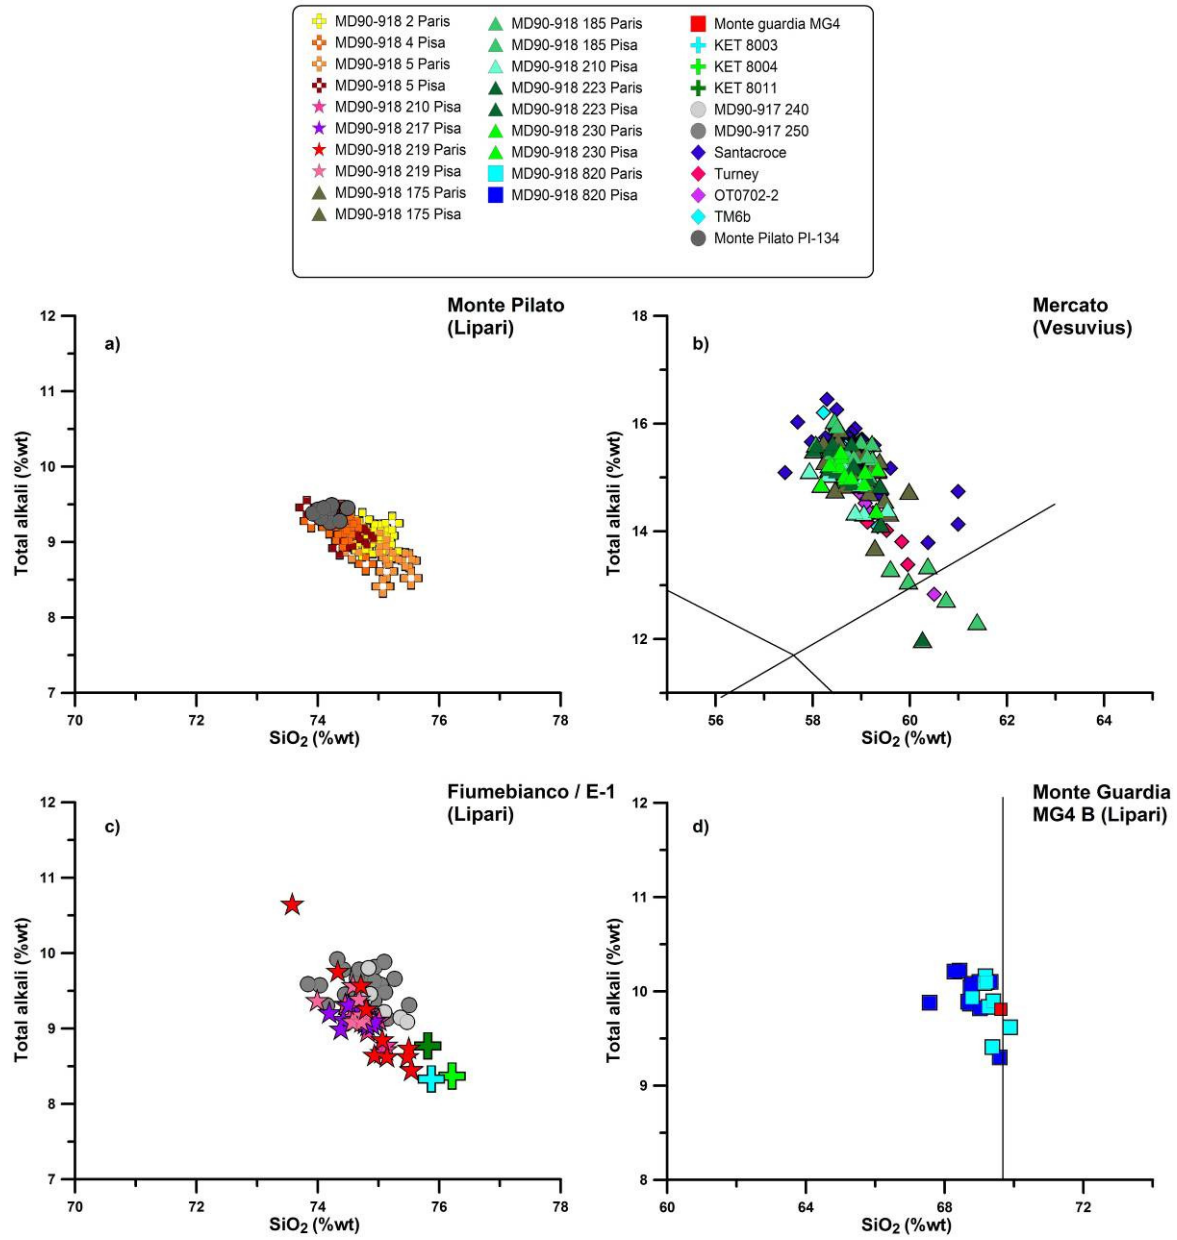 MD90-918 2 Paris
MD90-918 4 Pisa
MD90-918 5 Paris
MD90-918 5 Pisa
MD90-918 210 Pisa
MD90-918 217 Pisa
MD90-918 219 Paris
MD90-918 219 Pisa
MD90-918 175 Paris
MD90-918 175 Pisa
MD90-918 185 Paris
MD90-918 185 Pisa
MD90-918 210 Pisa
MD90-918 223 Paris
MD90-918 223 Pisa
MD90-918 230 Paris
MD90-918 230 Pisa
MD90-918 820 Paris
MD90-918 820 Pisa
Monte guardia MG4
KET 8003
KET 8004
KET 8011
MD90-917 240
MD90-917 250
Santacroce
Turney
OT0702-2
TM6b
Monte Pilato PI-134
Monte Pilato
(Lipari)
a)
12
11
10
9
8
7
Total alkali (%wt)
70
72
74
76
78
SiO₂ (%wt)
Mercato
(Vesuvius)
b)
18
16
14
12
Total alkali (%wt)
56
58
60
62
64
SiO₂ (%wt)
Fiumebianco / E-1
(Lipari)
c)
12
11
10
9
8
7
Total alkali (%wt)
70
72
74
76
78
SiO₂ (%wt)
Monte Guardia
MG4 B (Lipari)
d)
12
11
10
9
8
Total alkali (%wt)
60
64
68
72
SiO₂ (%wt)